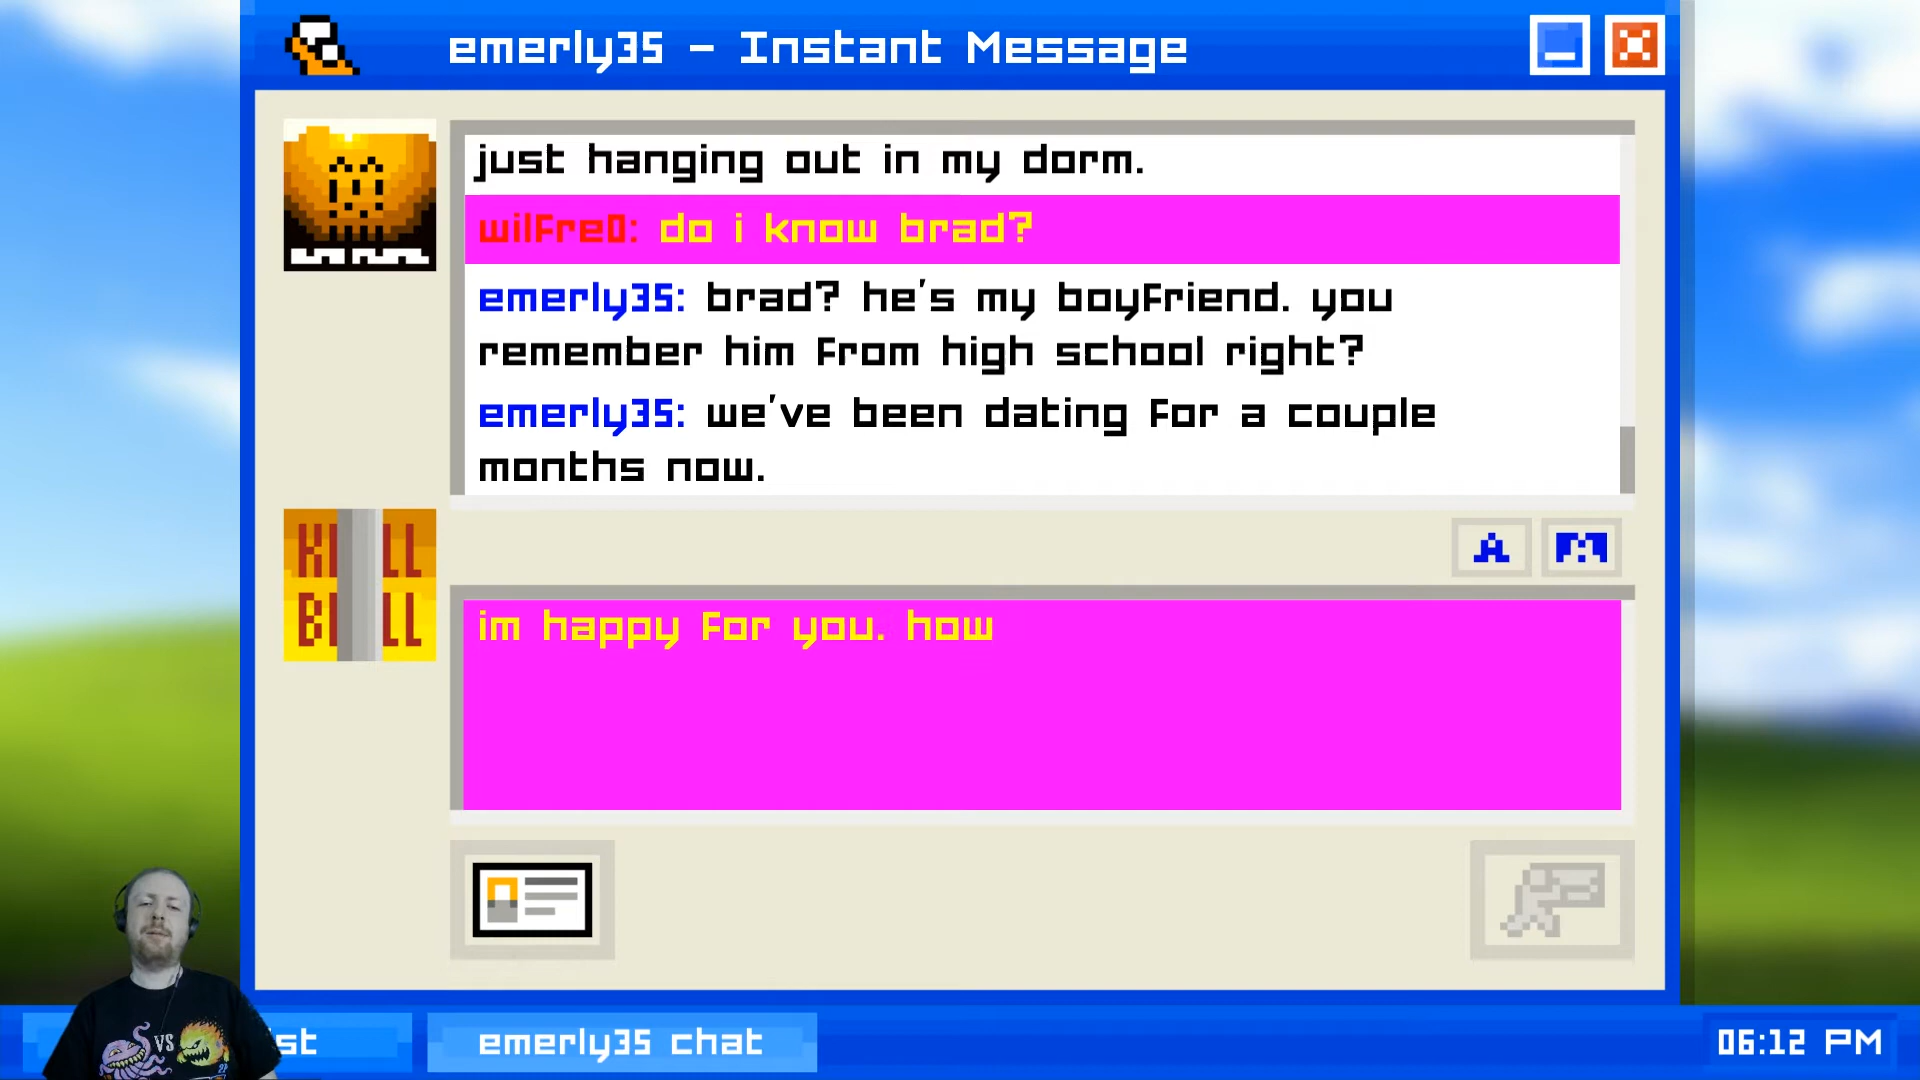 emerly35 - Instant Message
just hanging out in my dorm.
wilfre0: do i know brad?
emerly35: brad? he's my boyfriend. you
remember him from high school right?
emerly35: we've been dating for a couple
months now.
KILL
BILL
A M
im happy for you. how
VS
st emerly35 chat 06:12 PM